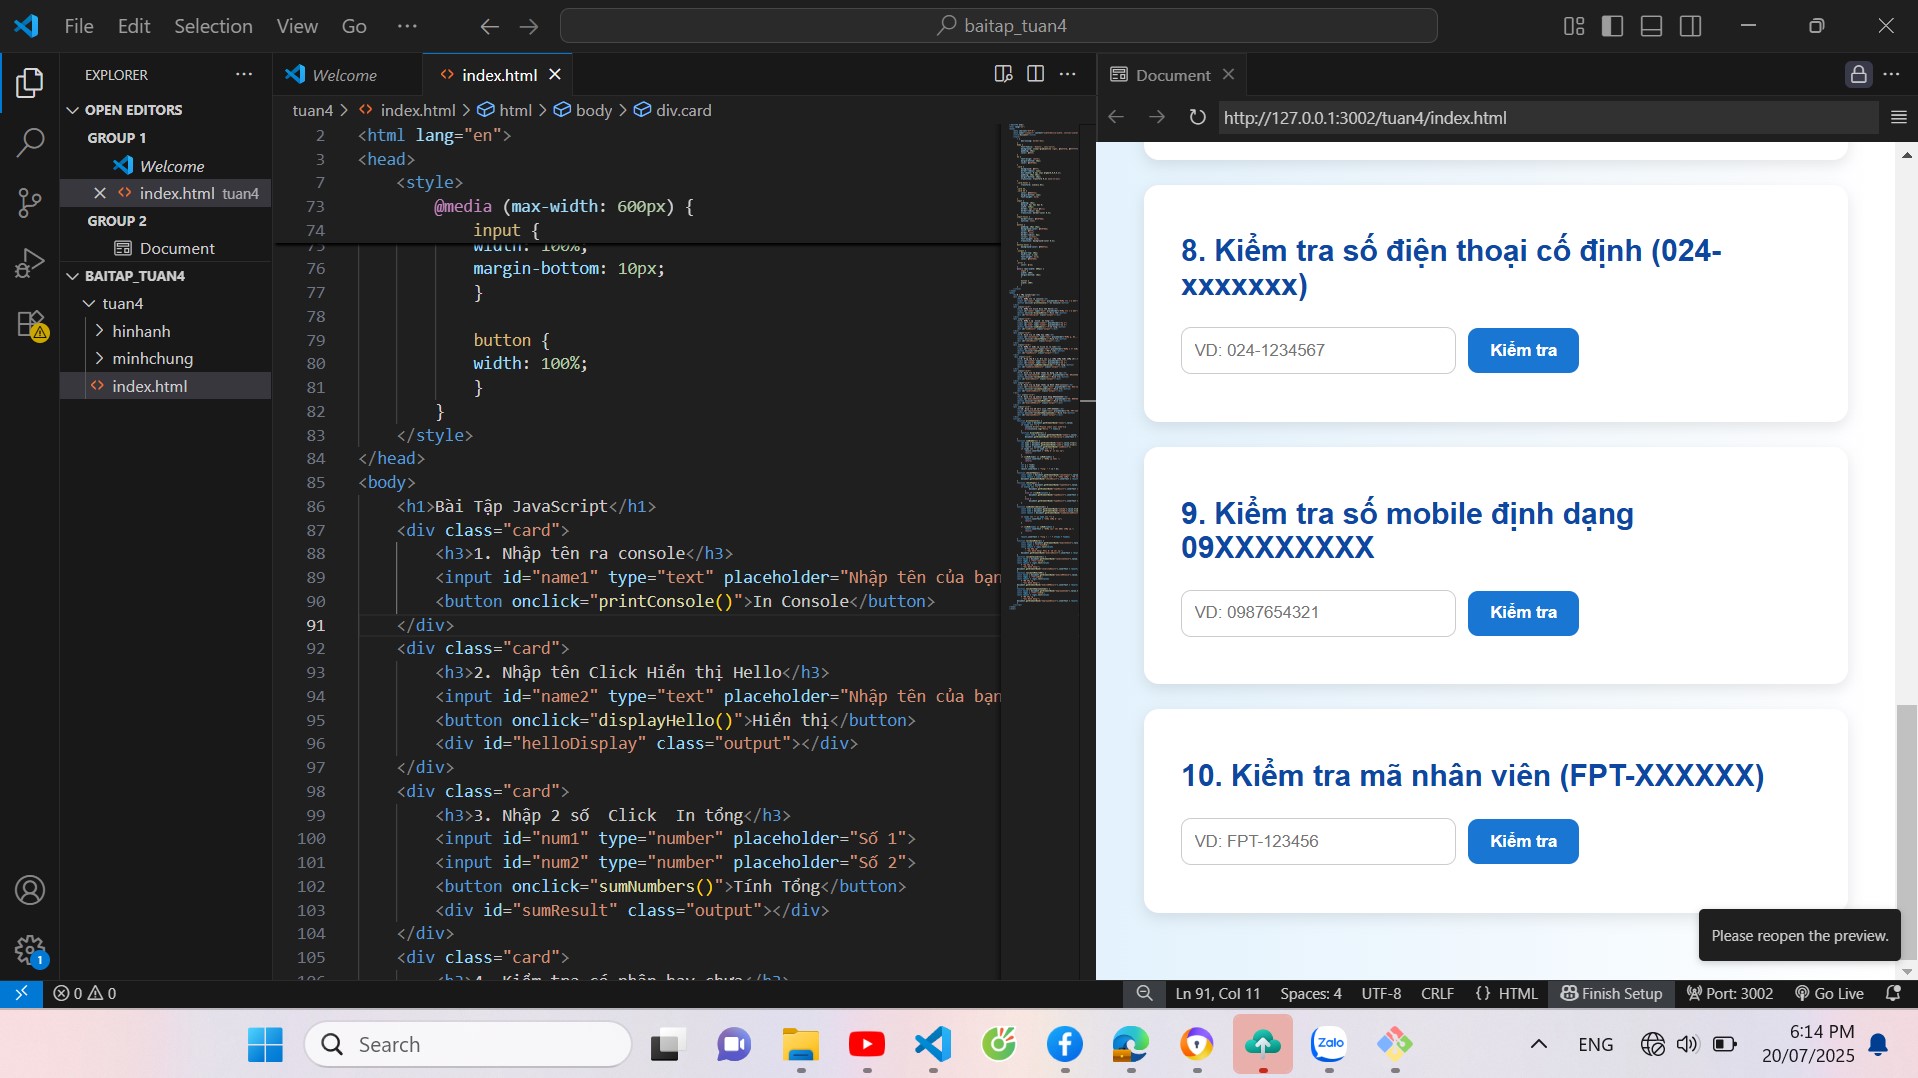 File Edit Selection View Go ···
baitap_tuan4
EXPLORER
OPEN EDITORS
GROUP 1
Welcome
index.html tuan4
GROUP 2
Document
BAITAP_TUAN4
tuan4
hinhanh
minhchung
index.html
Welcome
index.html
tuan4 > index.html > html > body > div.card
2 <html lang="en">
3 <head>
7 <style>
73 @media (max-width: 600px) {
74 input {
75 width: 100%;
76 margin-bottom: 10px;
77 }
78
79 button {
80 width: 100%;
81 }
82 }
83 </style>
84 </head>
85 <body>
86 <h1>Bài Tập JavaScript</h1>
87 <div class="card">
88 <h3>1. Nhập tên ra console</h3>
89 <input id="name1" type="text" placeholder="Nhập tên của bạn
90 <button onclick="printConsole()">In Console</button>
91 </div>
92 <div class="card">
93 <h3>2. Nhập tên Click Hiển thị Hello</h3>
94 <input id="name2" type="text" placeholder="Nhập tên của bạn
95 <button onclick="displayHello()">Hiển thị</button>
96 <div id="helloDisplay" class="output"></div>
97 </div>
98 <div class="card">
99 <h3>3. Nhập 2 số  Click  In tổng</h3>
100 <input id="num1" type="number" placeholder="Số 1">
101 <input id="num2" type="number" placeholder="Số 2">
102 <button onclick="sumNumbers()">Tính Tổng</button>
103 <div id="sumResult" class="output"></div>
104 </div>
105 <div class="card">
Document
http://127.0.0.1:3002/tuan4/index.html
8. Kiểm tra số điện thoại cố định (024-
xxxxxxx)
VD: 024-1234567
Kiểm tra
9. Kiểm tra số mobile định dạng
09XXXXXXXX
VD: 0987654321
Kiểm tra
10. Kiểm tra mã nhân viên (FPT-XXXXXX)
VD: FPT-123456
Kiểm tra
Please reopen the preview.
0 0
Ln 91, Col 11
Spaces: 4
UTF-8
CRLF
{ } HTML
Finish Setup
Port: 3002
Go Live
1
Search
Zalo
ENG
6:14 PM
20/07/2025